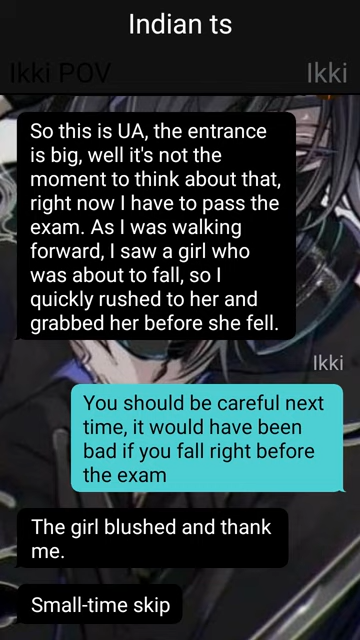 Indian ts
Ikki POV
Ikki
So this is UA, the entrance
is big, well it's not the
moment to think about that,
right now I have to pass the
exam. As I was walking
forward, I saw a girl who
was about to fall, so I
quickly rushed to her and
grabbed her before she fell.
Ikki
You should be careful next
time, it would have been
bad if you fall right before
the exam
The girl blushed and thank
me.
Small-time skip